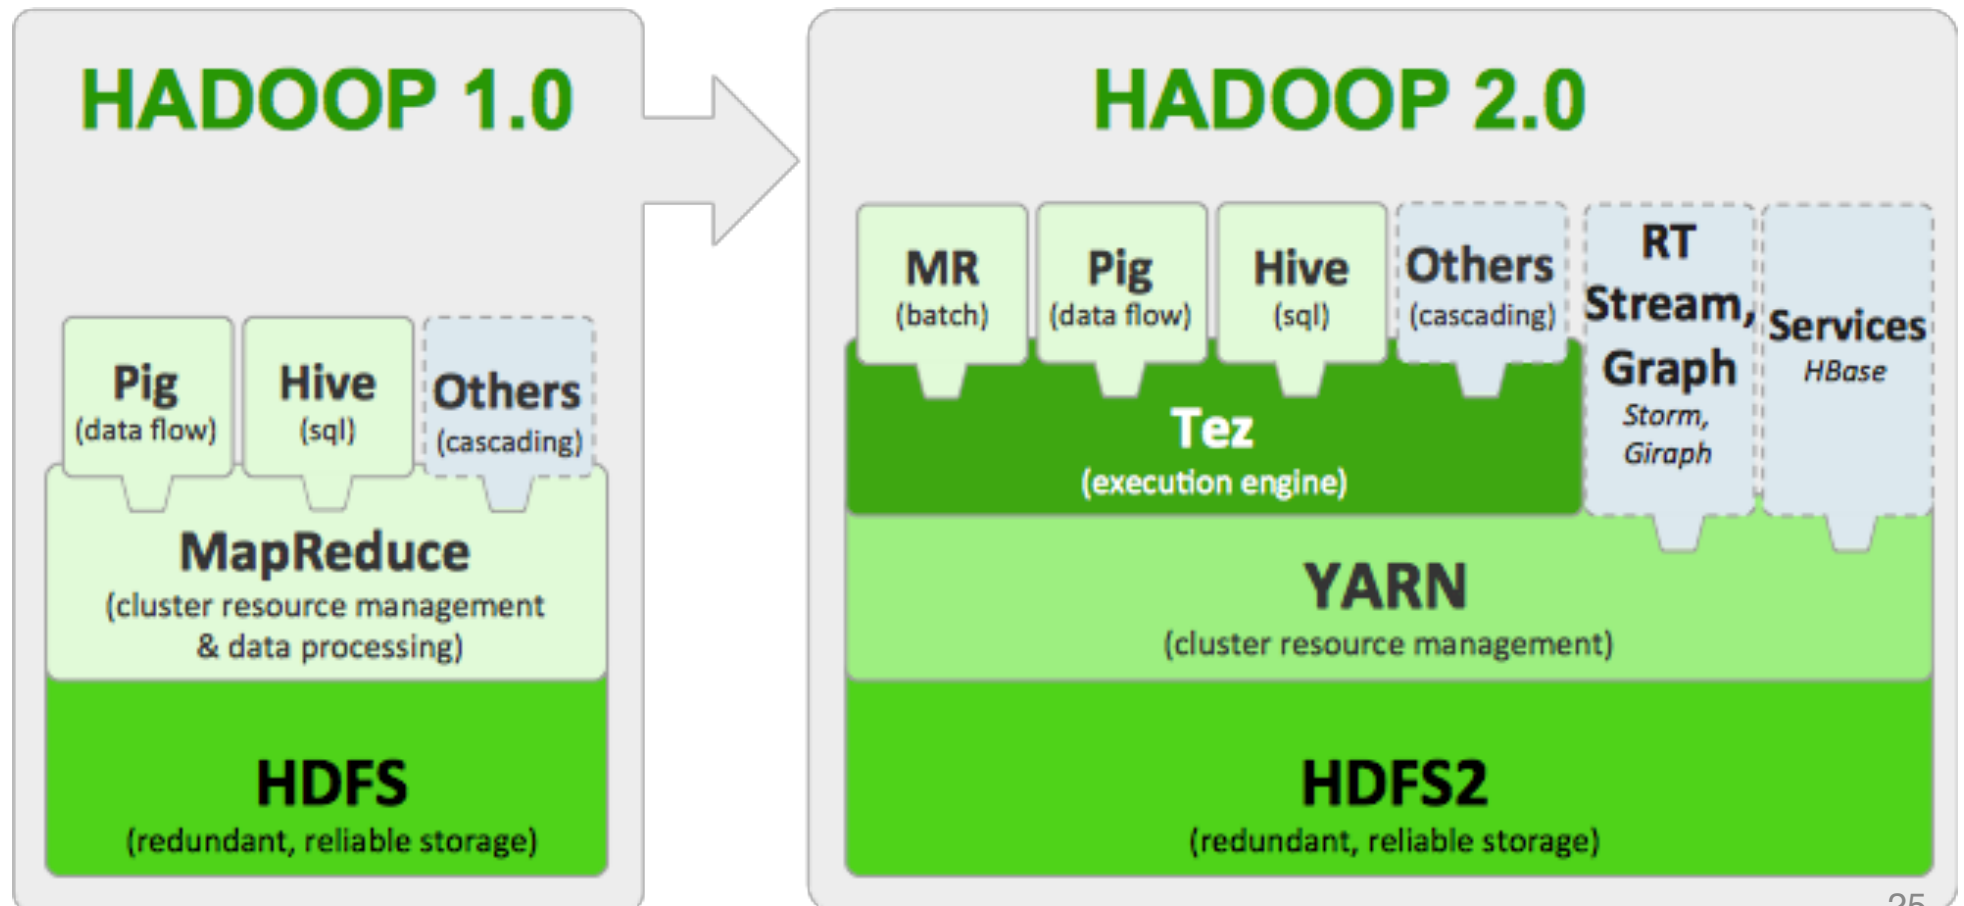 HADOOP 1.0
Pig
(data flow)
Hive
(sql)
Others
(cascading)
MapReduce
(cluster resource management
& data processing)
HDFS
(redundant, reliable storage)
HADOOP 2.0
MR
(batch)
Pig
(data flow)
Hive
(sql)
Others
(cascading)
RT
Stream,
Graph
Storm,
Giraph
Services
HBase
Tez
(execution engine)
YARN
(cluster resource management)
HDFS2
(redundant, reliable storage)
25